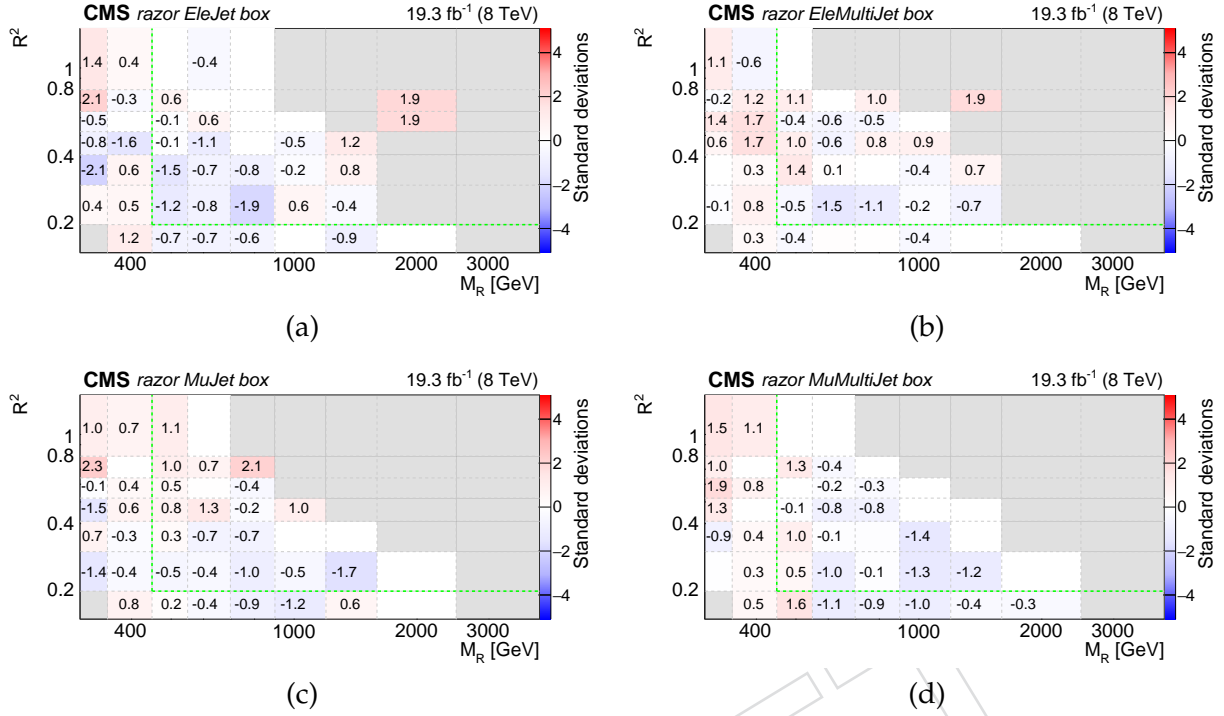 CMS razor EleJet box 19.3 fb⁻¹ (8 TeV)
R²
1
0.8
0.4
0.2
1.4 0.4 -0.4
2.1 -0.3 0.6 1.9
-0.5 -0.1 0.6 1.9
-0.8 -1.6 -0.1 -1.1 -0.5 1.2
-2.1 0.6 -1.5 -0.7 -0.8 -0.2 0.8
0.4 0.5 -1.2 -0.8 -1.9 0.6 -0.4
1.2 -0.7 -0.7 -0.6 -0.9
400 1000 2000 3000
M_R [GeV]
4
2
0
−2
−4
Standard deviations
(a)
CMS razor EleMultiJet box 19.3 fb⁻¹ (8 TeV)
R²
1
0.8
0.4
0.2
1.1 -0.6
-0.2 1.2 1.1 1.0 1.9
1.4 1.7 -0.4 -0.6 -0.5
0.6 1.7 1.0 -0.6 0.8 0.9
0.3 1.4 0.1 -0.4 0.7
-0.1 0.8 -0.5 -1.5 -1.1 -0.2 -0.7
0.3 -0.4 -0.4
400 1000 2000 3000
M_R [GeV]
4
2
0
−2
−4
Standard deviations
(b)
CMS razor MuJet box 19.3 fb⁻¹ (8 TeV)
R²
1
0.8
0.4
0.2
1.0 0.7 1.1
2.3 1.0 0.7 2.1
-0.1 0.4 0.5 -0.4
-1.5 0.6 0.8 1.3 -0.2 1.0
0.7 -0.3 0.3 -0.7 -0.7
-1.4 -0.4 -0.5 -0.4 -1.0 -0.5 -1.7
0.8 0.2 -0.4 -0.9 -1.2 0.6
400 1000 2000 3000
M_R [GeV]
4
2
0
−2
−4
Standard deviations
(c)
CMS razor MuMultiJet box 19.3 fb⁻¹ (8 TeV)
R²
1
0.8
0.4
0.2
1.5 1.1
1.0 1.3 -0.4
1.9 0.8 -0.2 -0.3
1.3 -0.1 -0.8 -0.8
-0.9 0.4 1.0 -0.1 -1.4
0.3 0.5 -1.0 -0.1 -1.3 -1.2
0.5 1.6 -1.1 -0.9 -1.0 -0.4 -0.3
400 1000 2000 3000
M_R [GeV]
4
2
0
−2
−4
Standard deviations
(d)